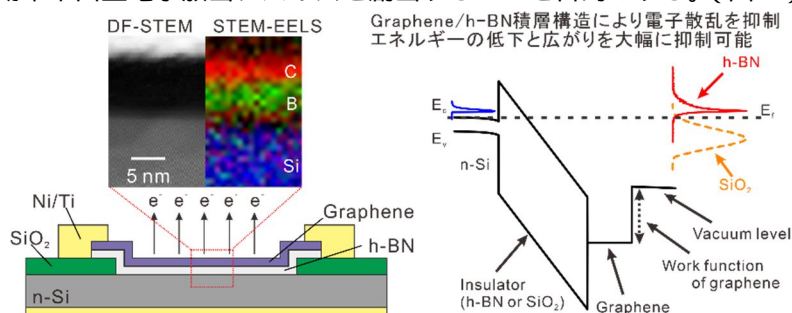 DF-STEM STEM-EELS
C
B
Si
5 nm
Ni/Ti
SiO₂
e⁻ e⁻ e⁻ e⁻ e⁻
Graphene
h-BN
n-Si
Graphene/h-BN積層構造により電子散乱を抑制
エネルギーの低下と広がりを大幅に抑制可能
h-BN
E_c
E_f
E_v
n-Si
SiO₂
Vacuum level
Insulator
(h-BN or SiO₂)
Graphene
Work function
of graphene